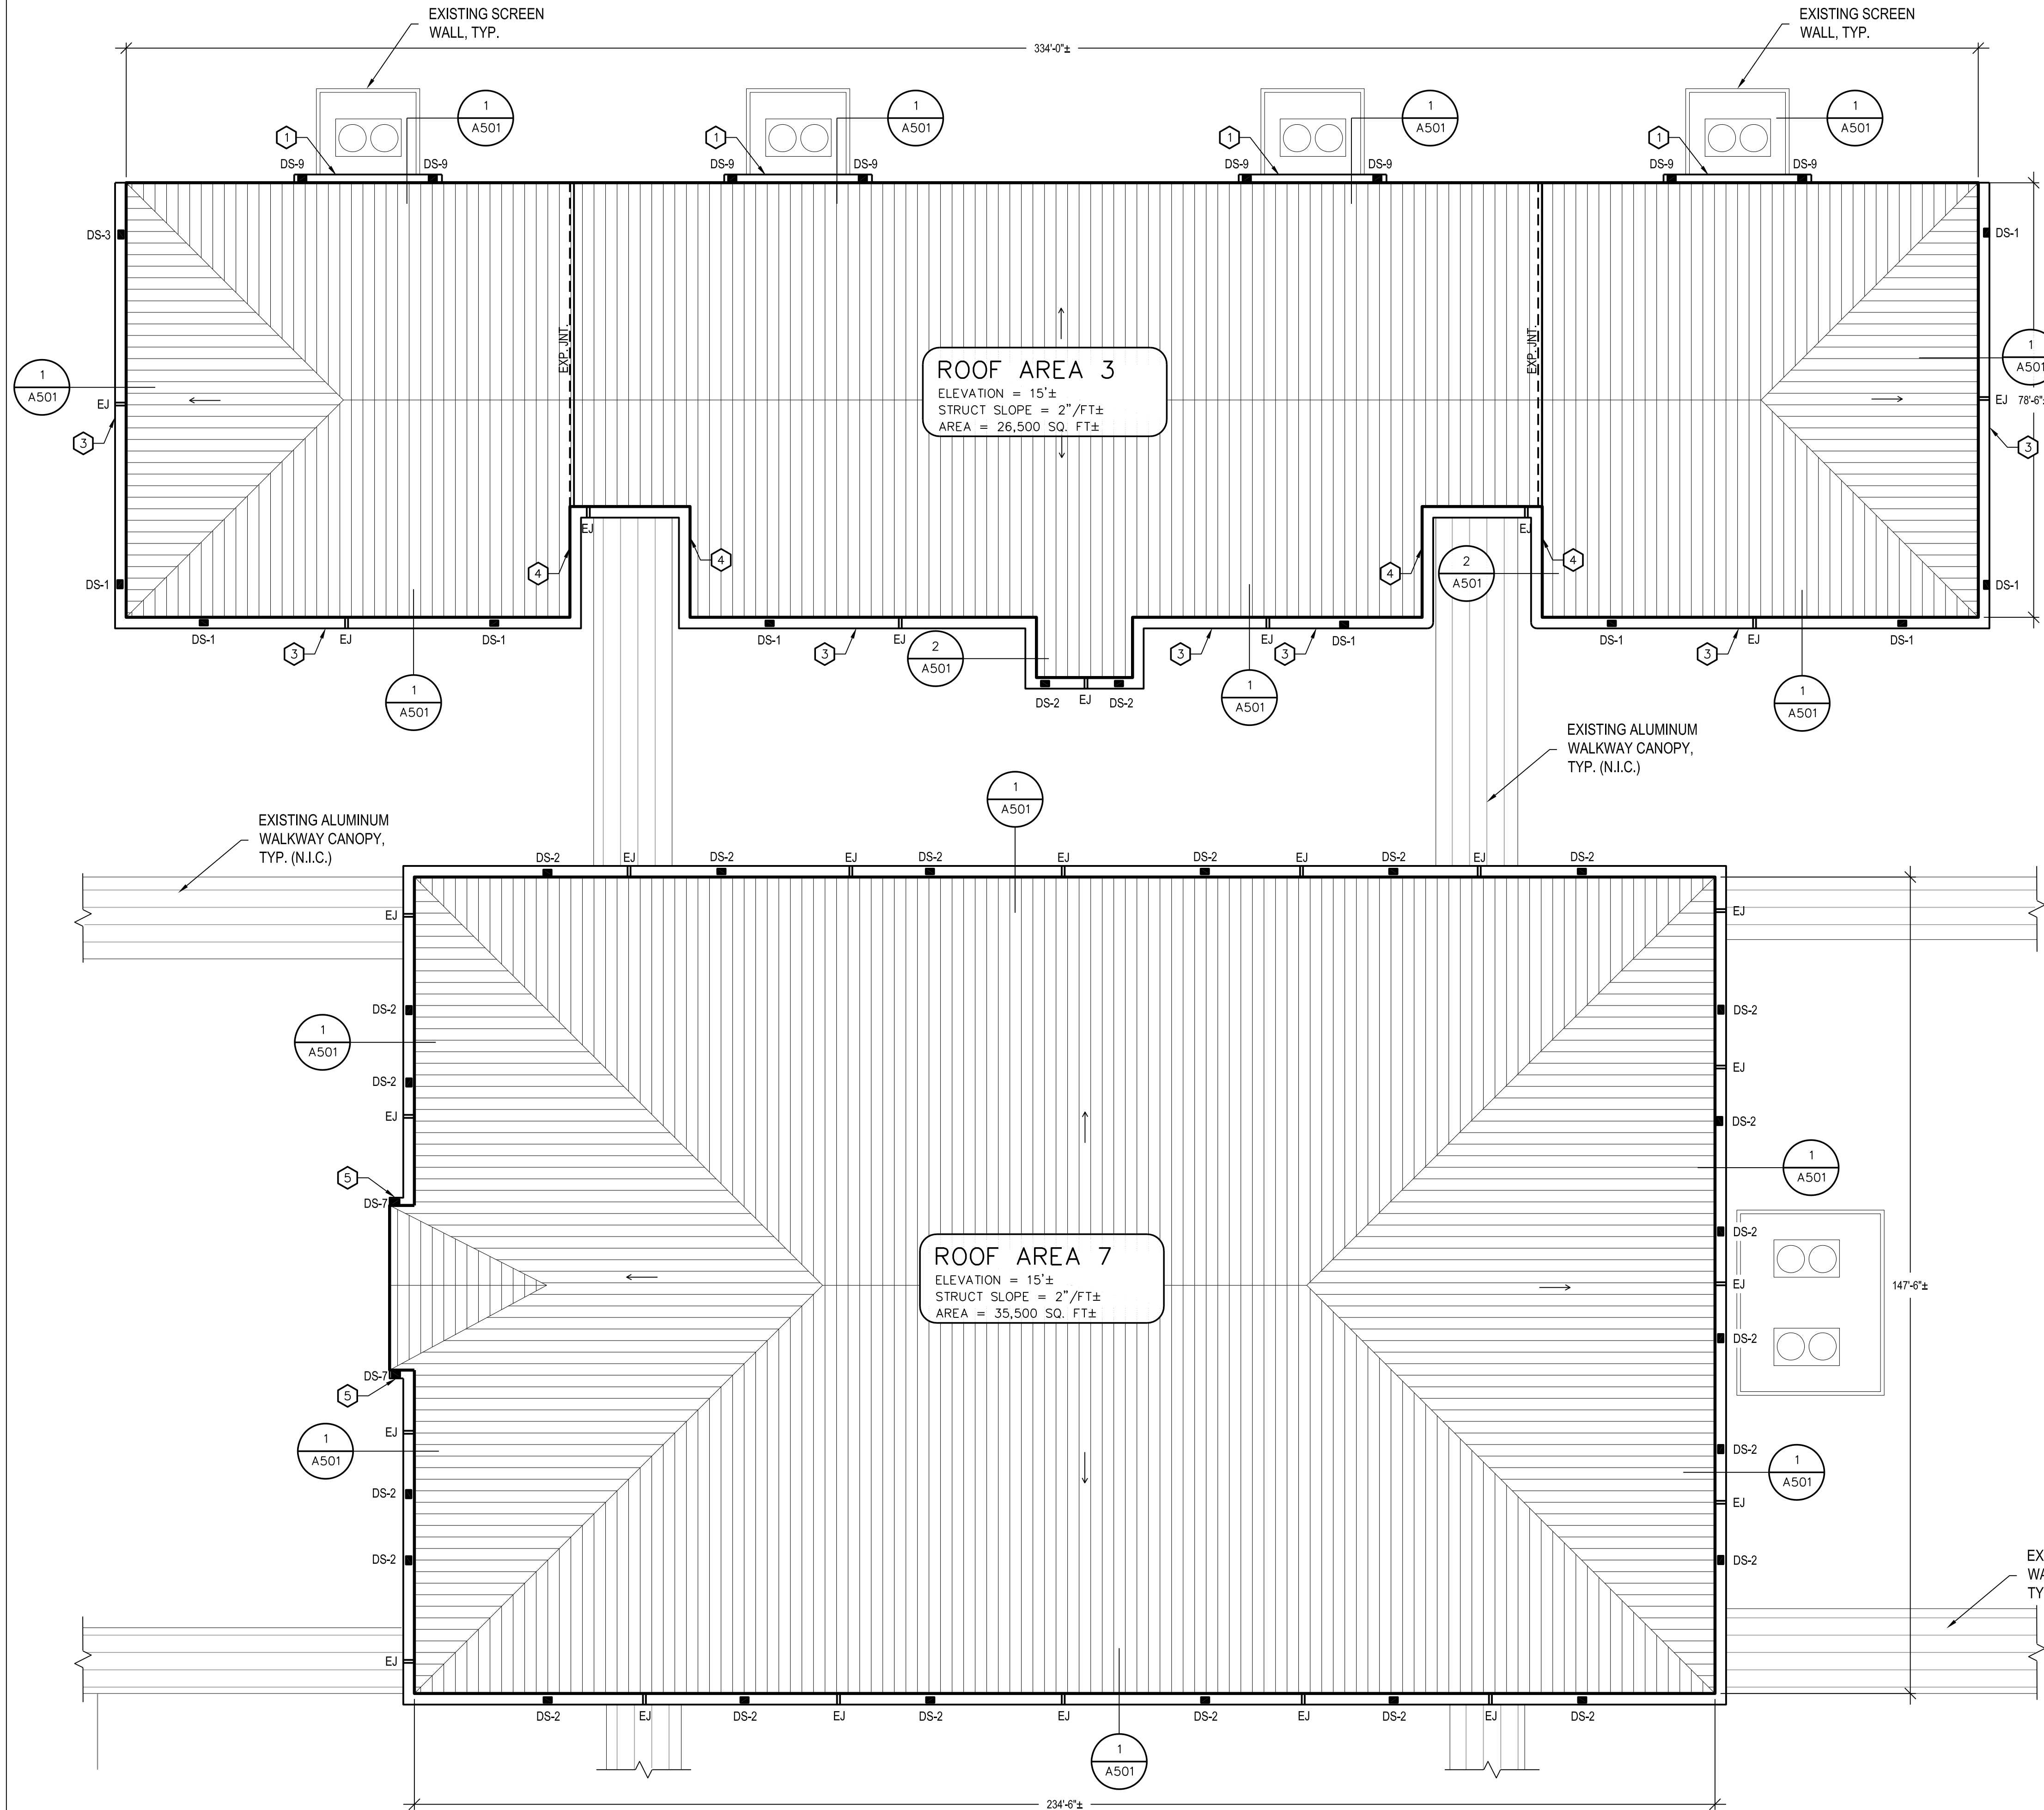 EXISTING SCREEN
WALL, TYP.
EXISTING SCREEN
WALL, TYP.
334'-0"±
1
A501
1
A501
1
A501
1
A501
1
1
1
1
DS-9
DS-9
DS-9
DS-9
DS-9
DS-9
DS-9
DS-9
DS-3
DS-1
EXP. JNT.
EXP. JNT.
ROOF AREA 3
ELEVATION = 15'±
STRUCT SLOPE = 2"/FT±
AREA = 26,500 SQ. FT±
1
A501
1
A501
EJ
EJ
78'-6"±
3
3
EJ
EJ
4
4
4
4
2
A501
DS-1
DS-1
DS-1
EJ
DS-1
DS-1
EJ
EJ
DS-1
DS-1
EJ
DS-1
3
3
3
3
3
2
A501
1
A501
DS-2
EJ
DS-2
1
A501
1
A501
EXISTING ALUMINUM
WALKWAY CANOPY,
TYP. (N.I.C.)
1
A501
EXISTING ALUMINUM
WALKWAY CANOPY,
TYP. (N.I.C.)
DS-2
EJ
DS-2
EJ
DS-2
EJ
DS-2
EJ
DS-2
EJ
DS-2
EJ
EJ
DS-2
DS-2
1
A501
EJ
DS-2
EJ
DS-2
1
A501
5
DS-7
DS-2
ROOF AREA 7
ELEVATION = 15'±
STRUCT SLOPE = 2"/FT±
AREA = 35,500 SQ. FT±
EJ
147'-6"±
DS-2
DS-7
5
EJ
1
A501
DS-2
1
A501
DS-2
EJ
DS-2
DS-2
EX
WA
TY
EJ
DS-2
EJ
DS-2
EJ
DS-2
EJ
DS-2
EJ
DS-2
EJ
DS-2
1
A501
234'-6"±